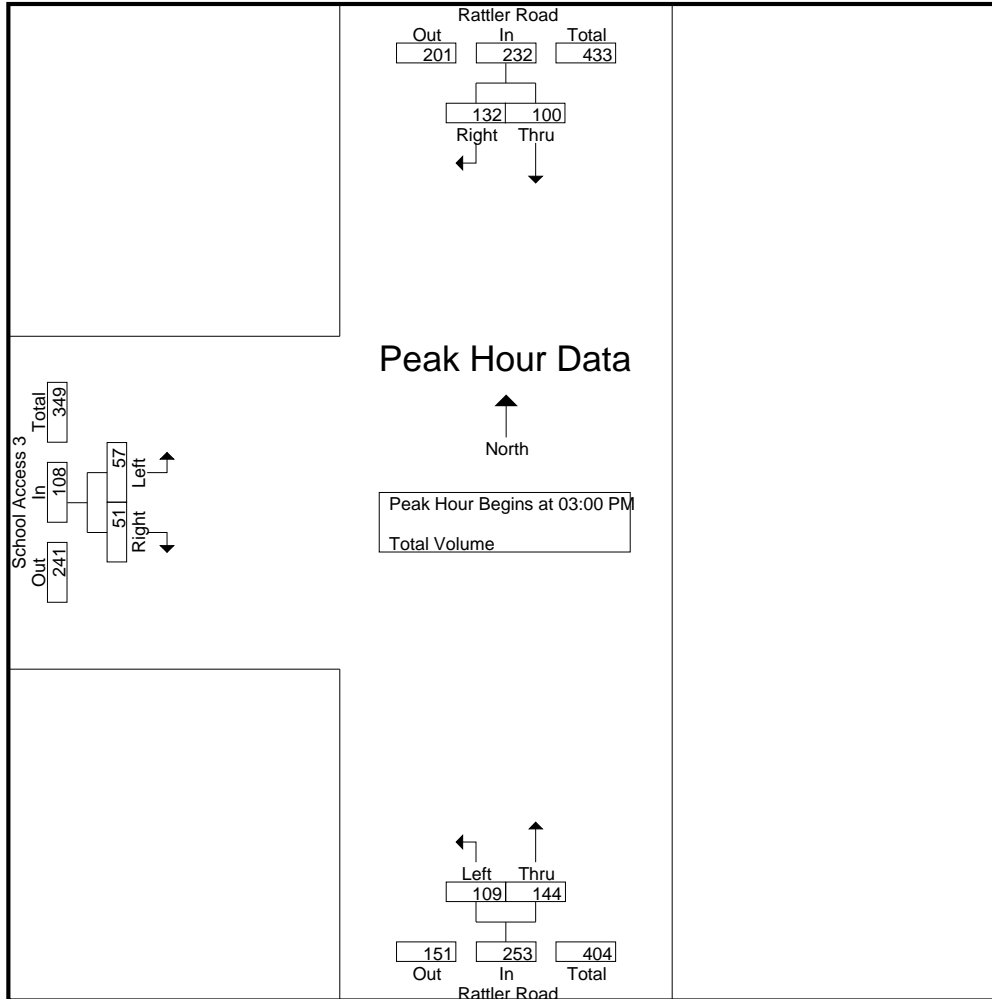 Rattler Road
Out In Total
201 232 433
132 100
Right Thru
Peak Hour Data
North
Peak Hour Begins at 03:00 PM
Total Volume
School Access 3
Out In Total
241 108 349
51 57
Right Left
Left Thru
109 144
151 253 404
Out In Total
Rattler Road